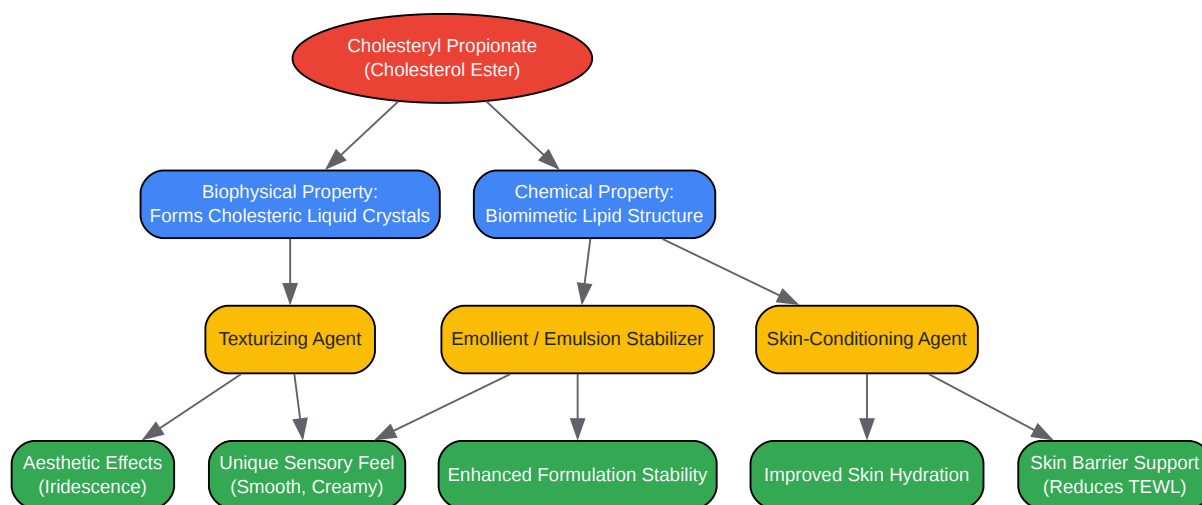 Cholesteryl Propionate
(Cholesterol Ester)
Biophysical Property:
Forms Cholesteric Liquid Crystals
Chemical Property:
Biomimetic Lipid Structure
Texturizing Agent
Emollient / Emulsion Stabilizer
Skin-Conditioning Agent
Aesthetic Effects
(Iridescence)
Unique Sensory Feel
(Smooth, Creamy)
Enhanced Formulation Stability
Improved Skin Hydration
Skin Barrier Support
(Reduces TEWL)